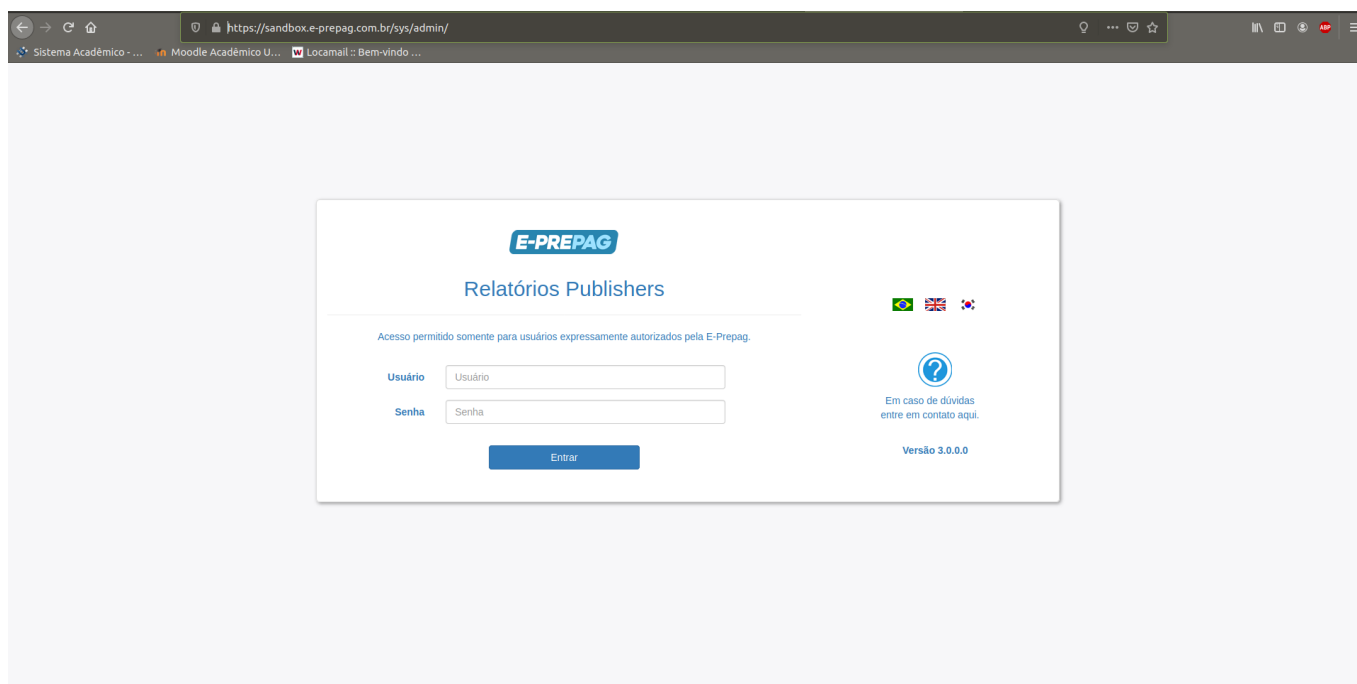 https://sandbox.e-prepag.com.br/sys/admin/
ABP
Sistema Acadêmico - ... Moodle Acadêmico U... W Locamail :: Bem-vindo ...
E-PREPAG
Relatórios Publishers
Acesso permitido somente para usuários expressamente autorizados pela E-Prepag.
Usuário Usuário
Senha Senha
Entrar
?
Em caso de dúvidas
entre em contato aqui.
Versão 3.0.0.0